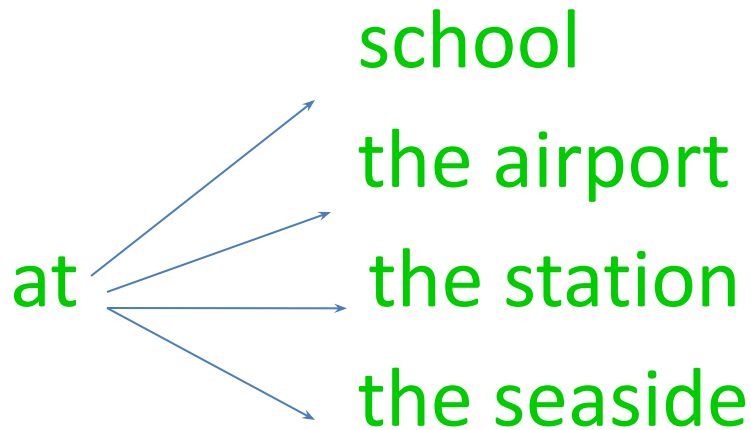 school
the airport
at
the station
the seaside